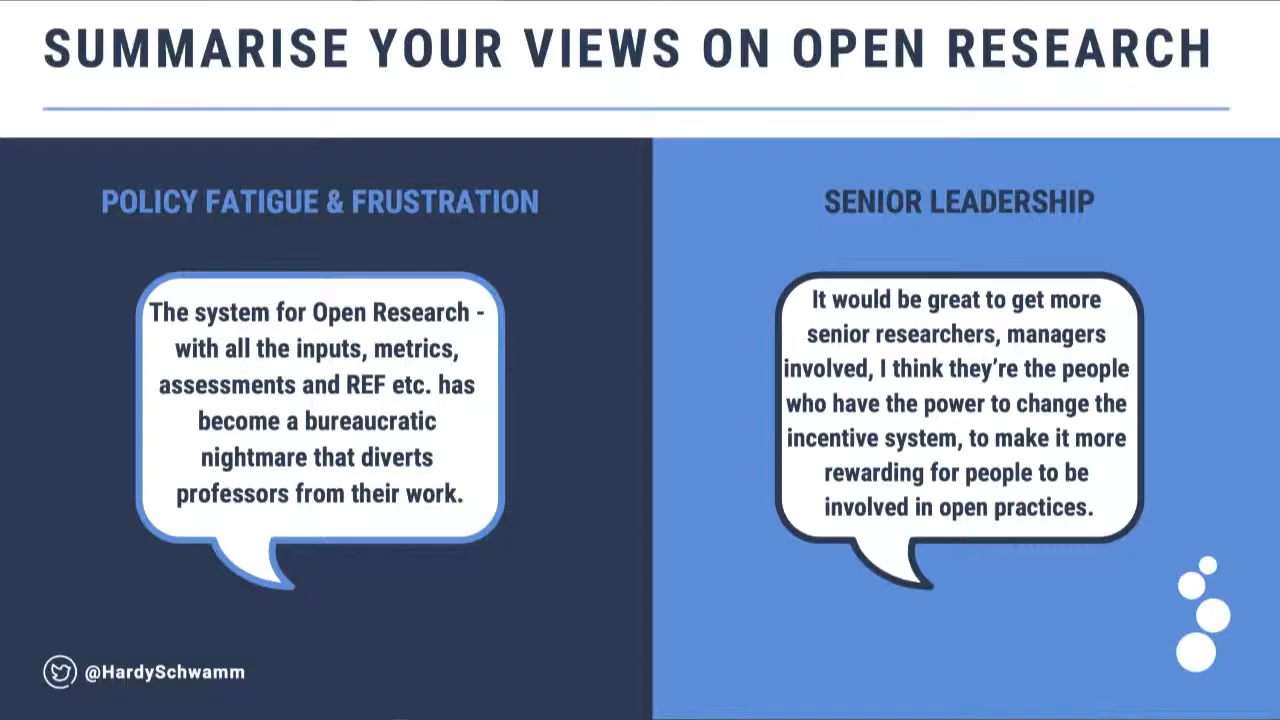 SUMMARISE YOUR VIEWS ON OPEN RESEARCH
POLICY FATIGUE & FRUSTRATION
The system for Open Research -
with all the inputs, metrics,
assessments and REF etc. has
become a bureaucratic
nightmare that diverts
professors from their work.
SENIOR LEADERSHIP
It would be great to get more
senior researchers, managers
involved, I think they’re the people
who have the power to change the
incentive system, to make it more
rewarding for people to be
involved in open practices.
@HardySchwamm